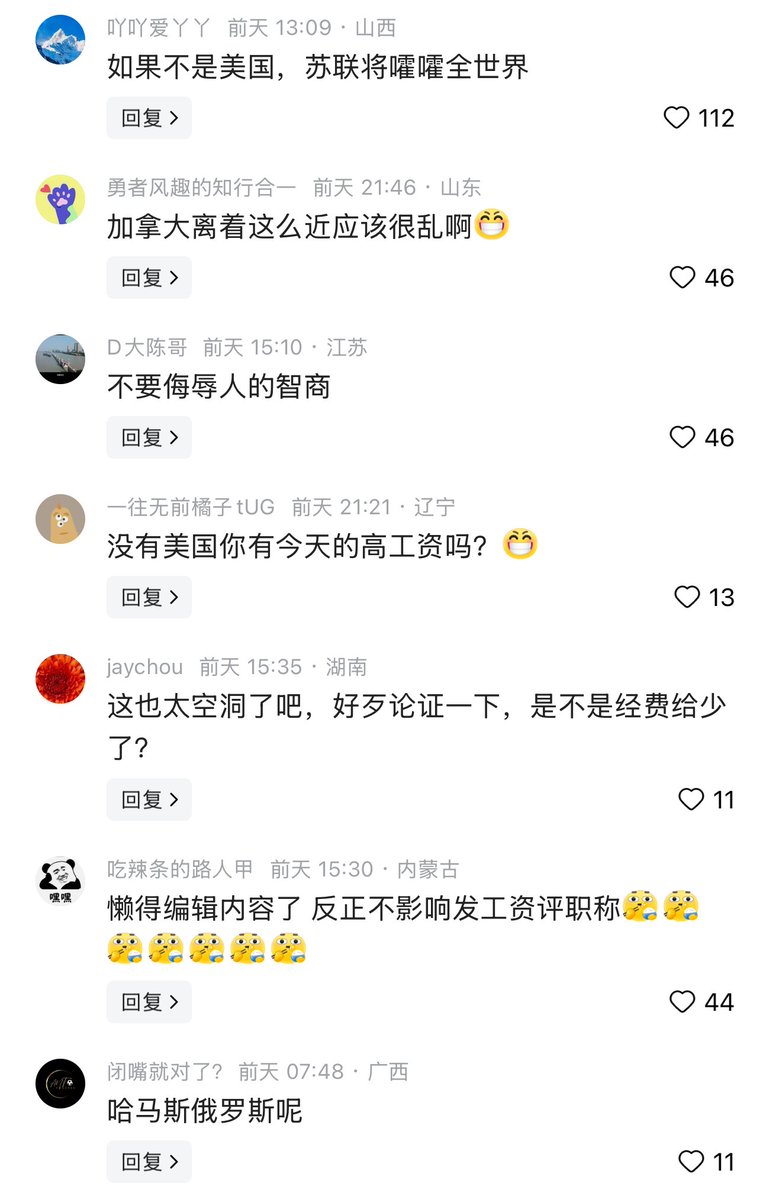 吖吖爱丫丫 前天 13:09 · 山西
如果不是美国，苏联将嚯嚯全世界
回复 >
112
勇者风趣的知行合一 前天 21:46 · 山东
加拿大离着这么近应该很乱啊😁
回复 >
46
D大陈哥 前天 15:10 · 江苏
不要侮辱人的智商
回复 >
46
一往无前橘子tUG 前天 21:21 · 辽宁
没有美国你有今天的高工资吗？😁
回复 >
13
jaychou 前天 15:35 · 湖南
这也太空洞了吧，好歹论证一下，是不是经费给少
了？
回复 >
11
嘿嘿
吃辣条的路人甲 前天 15:30 · 内蒙古
懒得编辑内容了 反正不影响发工资评职称
回复 >
44
闭嘴就对了？ 前天 07:48 · 广西
哈马斯俄罗斯呢
回复 >
11